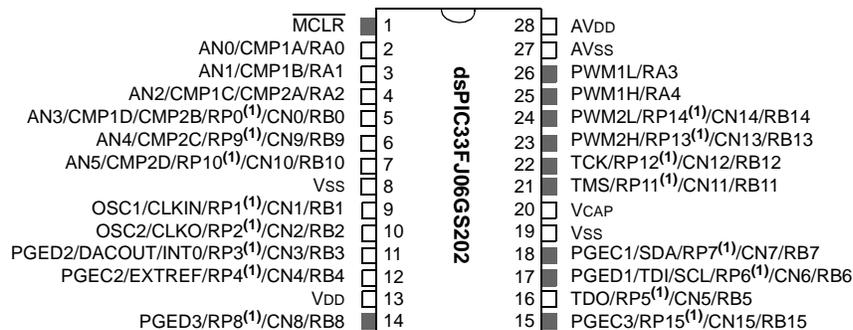 MCLR 1
AN0/CMP1A/RA0 2
AN1/CMP1B/RA1 3
AN2/CMP1C/CMP2A/RA2 4
AN3/CMP1D/CMP2B/RP0(1)/CN0/RB0 5
AN4/CMP2C/RP9(1)/CN9/RB9 6
AN5/CMP2D/RP10(1)/CN10/RB10 7
VSS 8
OSC1/CLKIN/RP1(1)/CN1/RB1 9
OSC2/CLKO/RP2(1)/CN2/RB2 10
PGED2/DACOUT/INT0/RP3(1)/CN3/RB3 11
PGEC2/EXTREF/RP4(1)/CN4/RB4 12
VDD 13
PGED3/RP8(1)/CN8/RB8 14
dsPIC33FJ06GS202
28 AVDD
27 AVSS
26 PWM1L/RA3
25 PWM1H/RA4
24 PWM2L/RP14(1)/CN14/RB14
23 PWM2H/RP13(1)/CN13/RB13
22 TCK/RP12(1)/CN12/RB12
21 TMS/RP11(1)/CN11/RB11
20 VCAP
19 VSS
18 PGEC1/SDA/RP7(1)/CN7/RB7
17 PGED1/TDI/SCL/RP6(1)/CN6/RB6
16 TDO/RP5(1)/CN5/RB5
15 PGEC3/RP15(1)/CN15/RB15